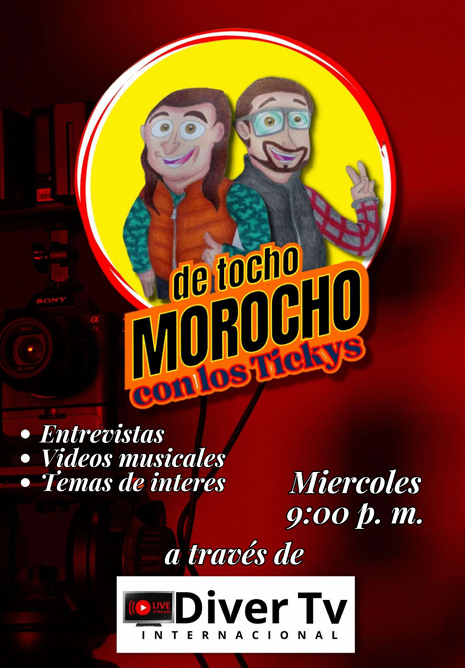 de tocho
MOROCHO
con los Tickys
SONY
α
• Entrevistas
• Videos musicales
• Temas de interes
Miercoles
9:00 p. m.
a través de
LIVE
STREAM
Diver Tv
INTERNACIONAL